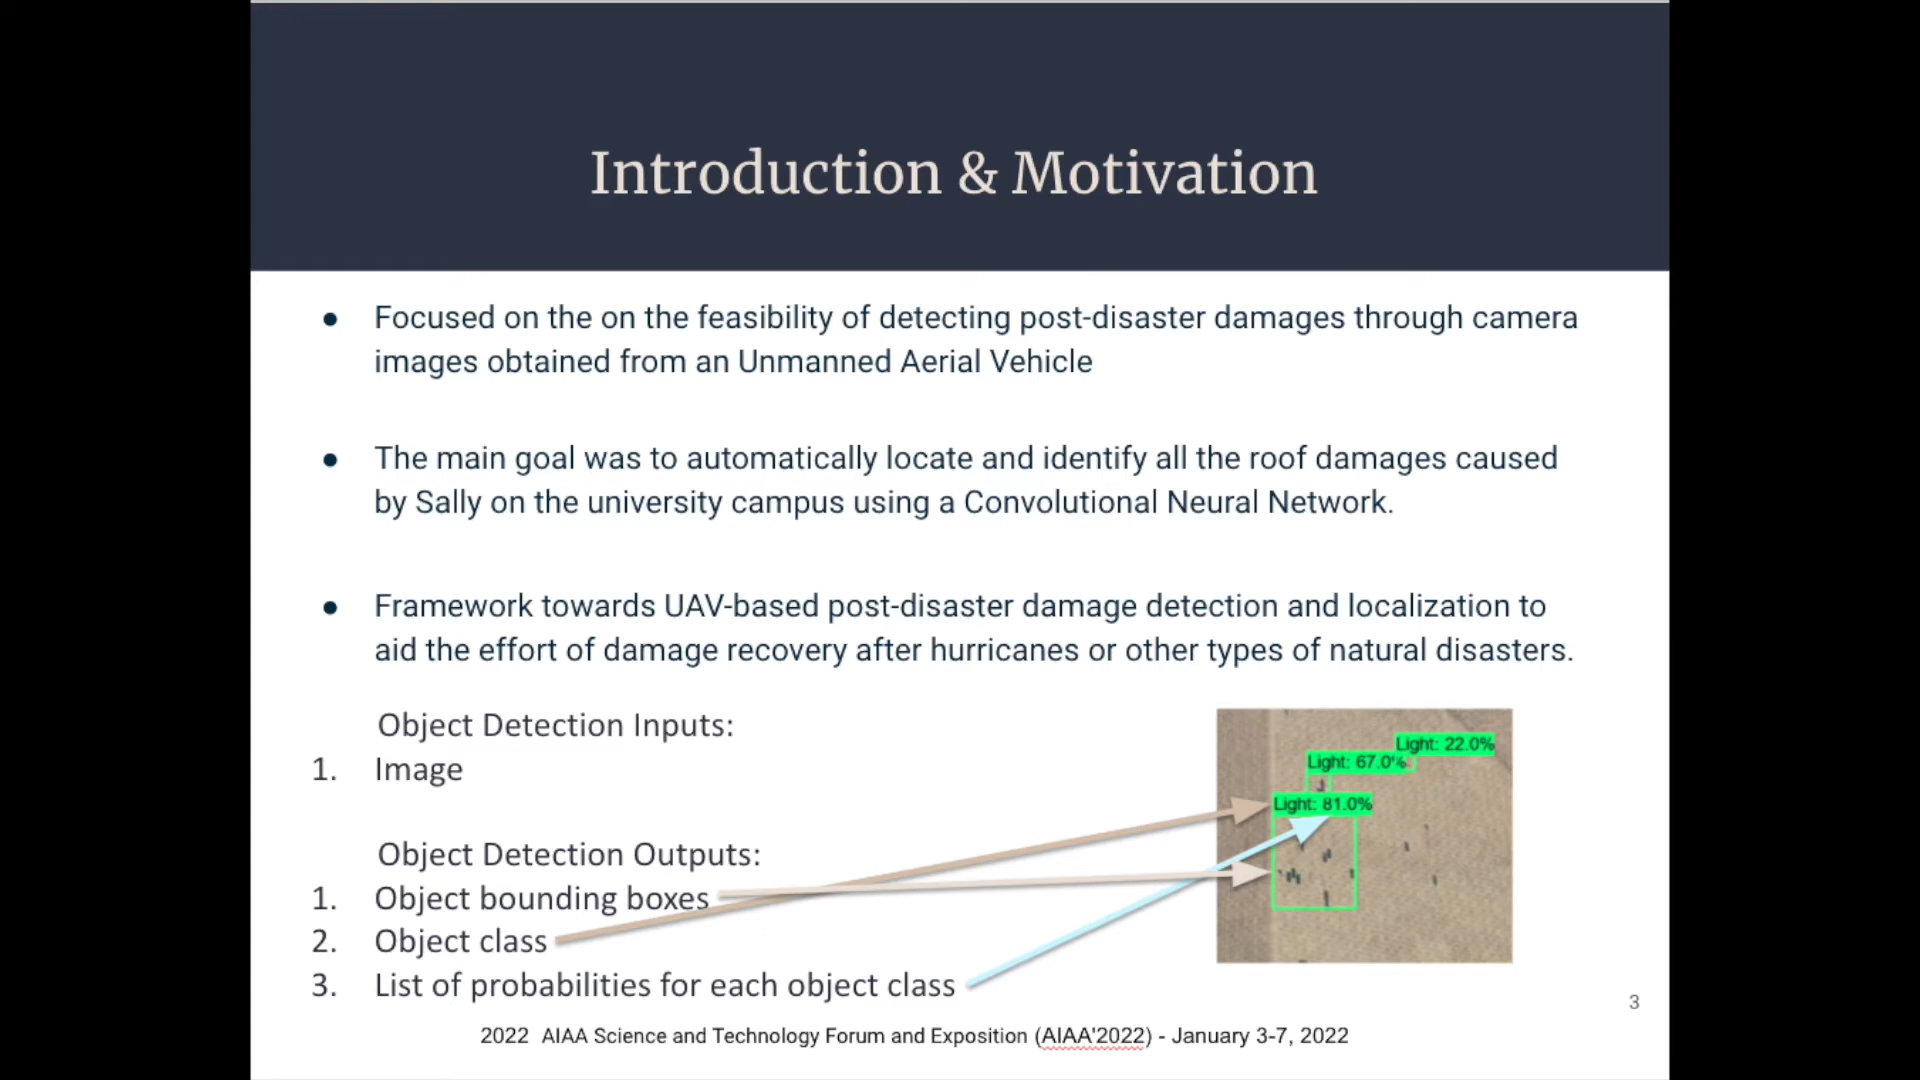 Introduction & Motivation
● Focused on the on the feasibility of detecting post-disaster damages through camera
images obtained from an Unmanned Aerial Vehicle
● The main goal was to automatically locate and identify all the roof damages caused
by Sally on the university campus using a Convolutional Neural Network.
● Framework towards UAV-based post-disaster damage detection and localization to
aid the effort of damage recovery after hurricanes or other types of natural disasters.
Object Detection Inputs:
1. Image
Object Detection Outputs:
1. Object bounding boxes
2. Object class
3. List of probabilities for each object class
Light: 22.0%
Light: 67.0%
Light: 81.0%
3
2022 AIAA Science and Technology Forum and Exposition (AIAA'2022) - January 3-7, 2022